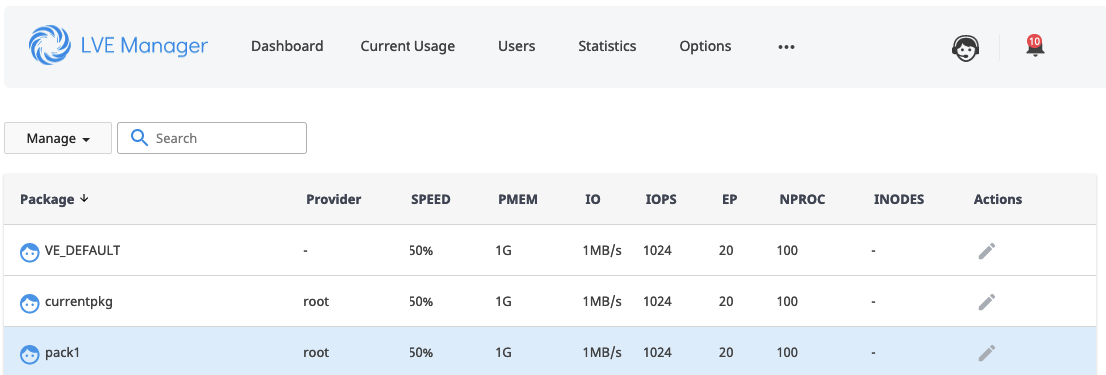 LVE Manager Dashboard Current Usage Users Statistics Options ••• 10
Manage Search
Package ↓ Provider SPEED PMEM IO IOPS EP NPROC INODES Actions
VE_DEFAULT - 50% 1G 1MB/s 1024 20 100 -
currentpkg root 50% 1G 1MB/s 1024 20 100 -
pack1 root 50% 1G 1MB/s 1024 20 100 -